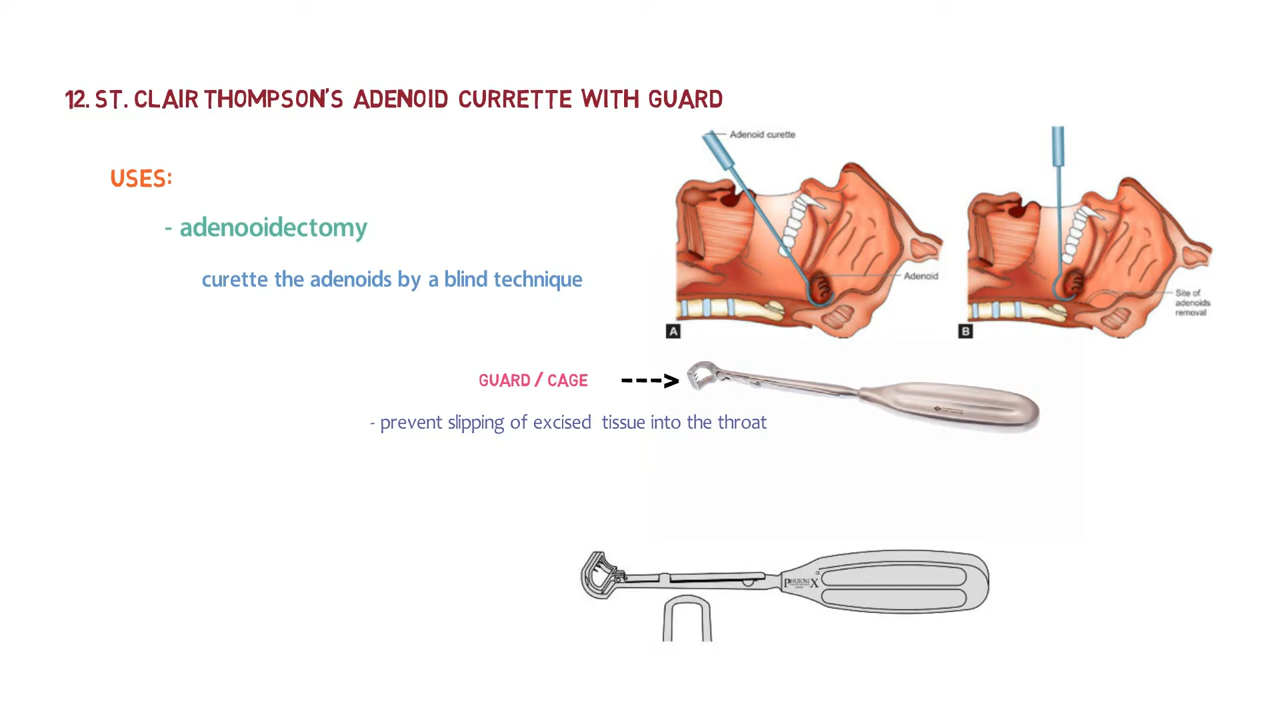 12. ST. CLAIR THOMPSON'S ADENOID CURRETTE WITH GUARD
Adenoid curette
USES:
- adenooidectomy
curette the adenoids by a blind technique
Adenoid
Site of
adenoids
removal
A
B
GUARD / CAGE --->
- prevent slipping of excised tissue into the throat
PHOENIX